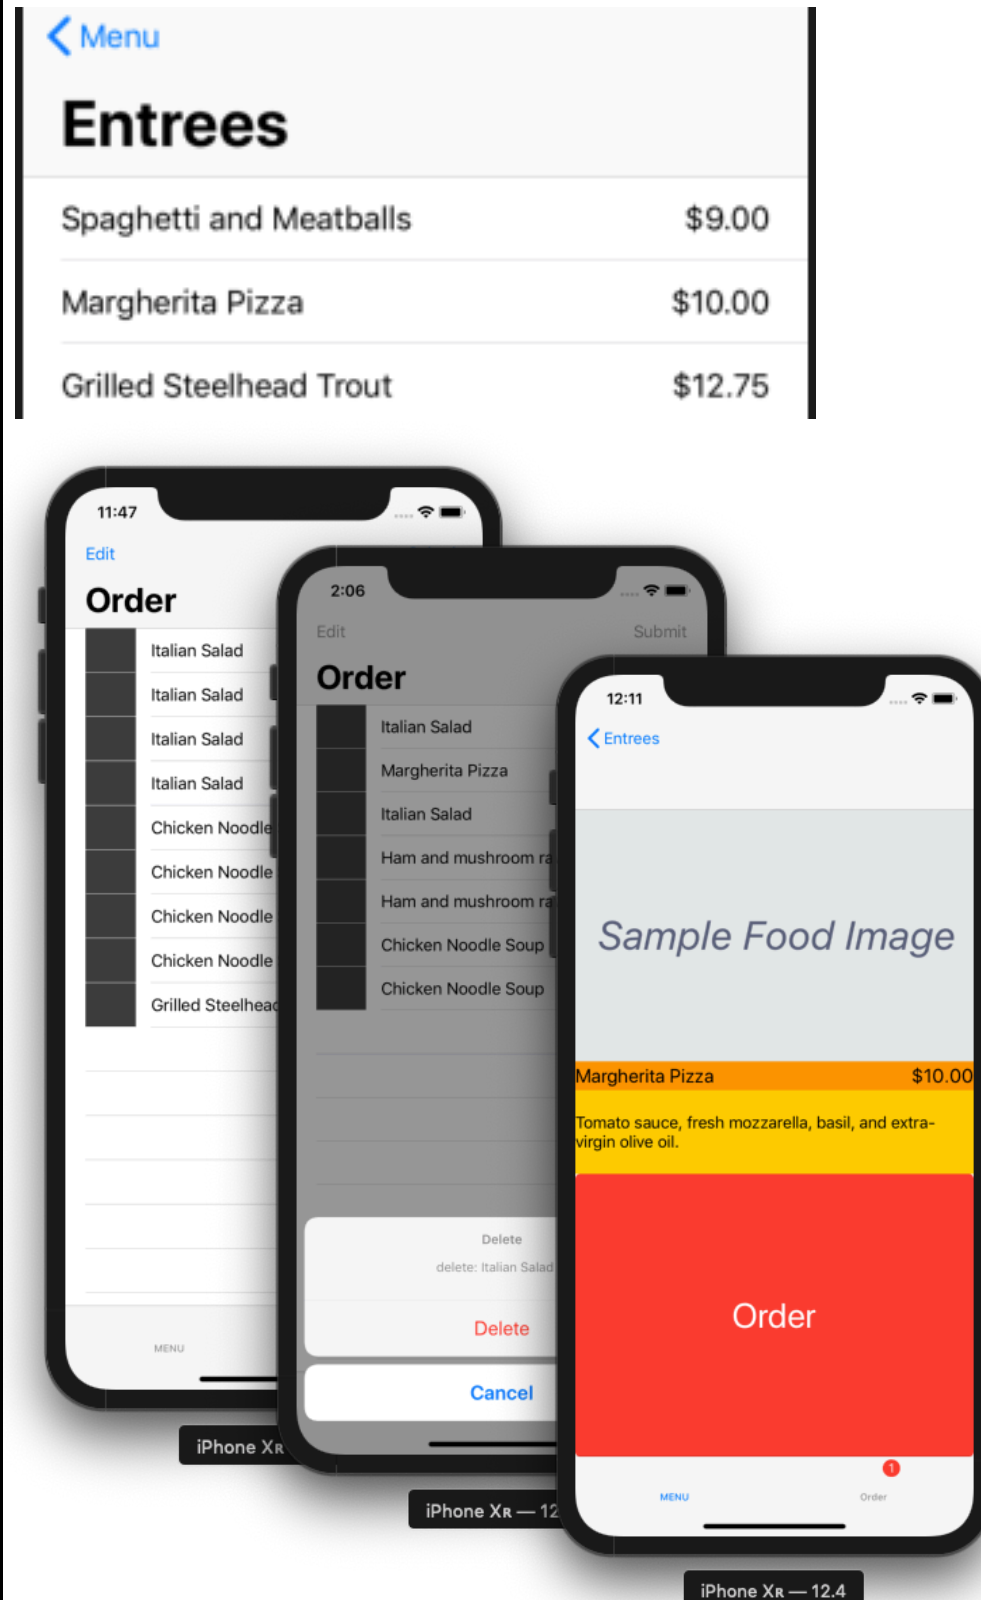 Menu
Entrees
Spaghetti and Meatballs $9.00
Margherita Pizza $10.00
Grilled Steelhead Trout $12.75
11:47
Edit
Order
Italian Salad
Italian Salad
Italian Salad
Italian Salad
Chicken Noodle
Chicken Noodle
Chicken Noodle
Chicken Noodle
Grilled Steelhead
MENU
iPhone XR
2:06
Edit Submit
Order
Italian Salad
Margherita Pizza
Italian Salad
Ham and mushroom ra
Ham and mushroom ra
Chicken Noodle Soup
Chicken Noodle Soup
Delete
delete: Italian Salad
Delete
Cancel
iPhone XR — 12
12:11
Entrees
Sample Food Image
Margherita Pizza $10.00
Tomato sauce, fresh mozzarella, basil, and extra-
virgin olive oil.
Order
1
MENU Order
iPhone XR — 12.4